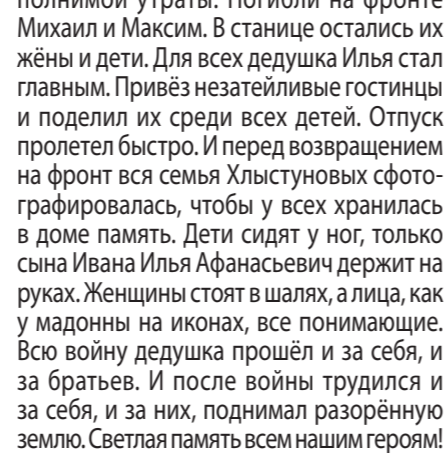 полнимой утраты. Погибли на фронте
Михаил и Максим. В станице остались их
жёны и дети. Для всех дедушка Илья стал
главным. Привёз незатейливые гостинцы
и поделил их среди всех детей. Отпуск
пролетел быстро. И перед возвращением
на фронт вся семья Хлыстуновых сфото-
графировалась, чтобы у всех хранилась
в доме память. Дети сидят у ног, только
сына Ивана Илья Афанасьевич держит на
руках. Женщины стоят в шалях, а лица, как
у мадонны на иконах, все понимающие.
Всю войну дедушка прошёл и за себя, и
за братьев. И после войны трудился и
за себя, и за них, поднимал разорённую
землю. Светлая память всем нашим героям!